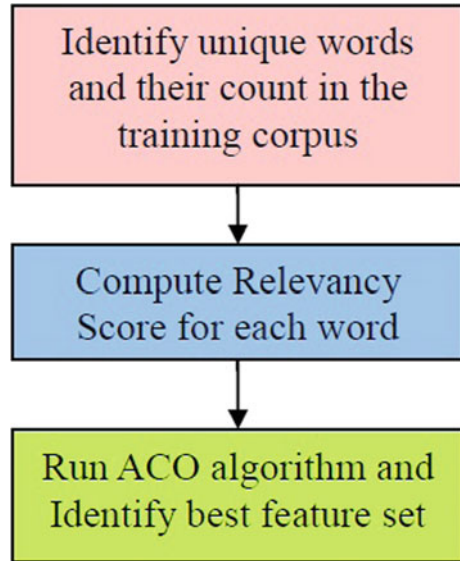 Identify unique words
and their count in the
training corpus
Compute Relevancy
Score for each word
Run ACO algorithm and
Identify best feature set